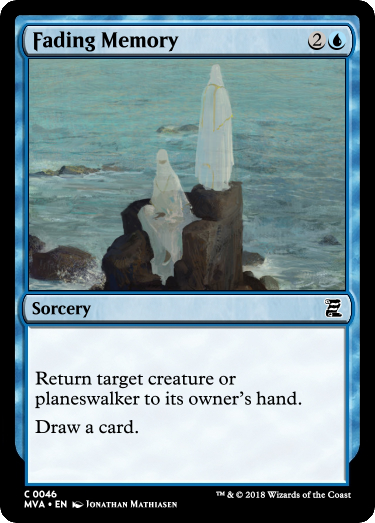 Fading Memory 2
Sorcery
Return target creature or
planeswalker to its owner's hand.
Draw a card.
C 0046
MVA • EN JONATHAN MATHIASEN
™ & © 2018 Wizards of the Coast